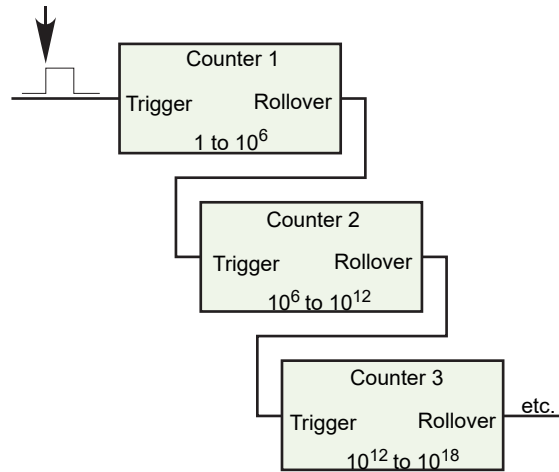 Counter 1
Trigger Rollover
1 to 10⁶
Counter 2
Trigger Rollover
10⁶ to 10¹²
Counter 3
Trigger Rollover
etc.
10¹² to 10¹⁸